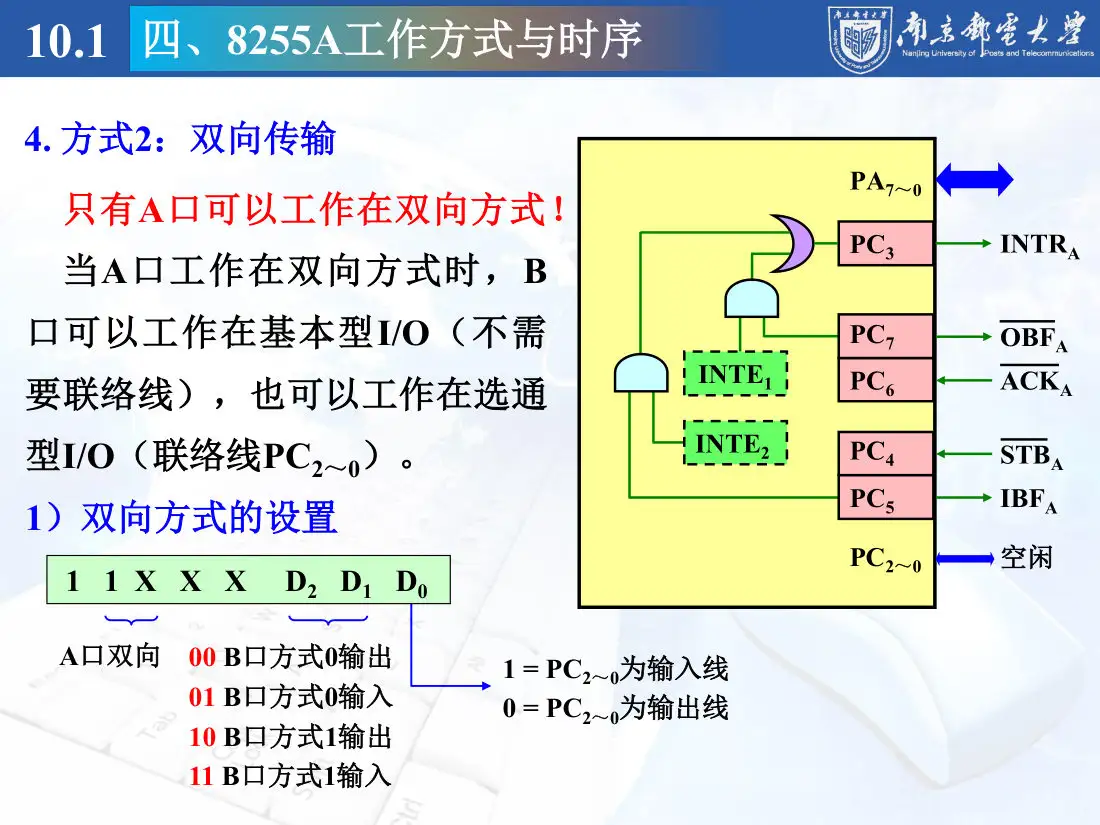 10.1 四、8255A工作方式与时序
南京邮电大学
Nanjing University of Posts and Telecommunications
4. 方式2：双向传输
只有A口可以工作在双向方式！
当A口工作在双向方式时，B
口可以工作在基本型I/O（不需
要联络线），也可以工作在选通
型I/O（联络线PC₂～₀）。
1）双向方式的设置
1 1 X X X D₂ D₁ D₀
A口双向
00 B口方式0输出
01 B口方式0输入
10 B口方式1输出
11 B口方式1输入
1 = PC₂～₀为输入线
0 = PC₂～₀为输出线
PA₇～₀
PC₃ INTR_A
PC₇ O̅B̅F̅_A
INTE₁
PC₆ A̅C̅K̅_A
INTE₂
PC₄ S̅T̅B̅_A
PC₅ IBF_A
PC₂～₀ 空闲